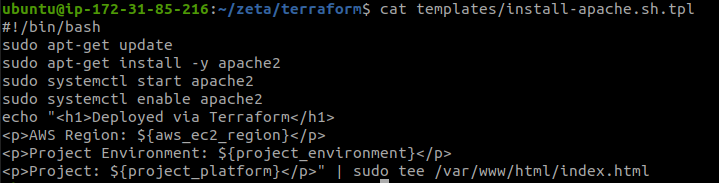 ubuntu@ip-172-31-85-216:~/zeta/terraform$ cat templates/install-apache.sh.tpl
#!/bin/bash
sudo apt-get update
sudo apt-get install -y apache2
sudo systemctl start apache2
sudo systemctl enable apache2
echo "<h1>Deployed via Terraform</h1>
<p>AWS Region: ${aws_ec2_region}</p>
<p>Project Environment: ${project_environment}</p>
<p>Project: ${project_platform}</p>" | sudo tee /var/www/html/index.html